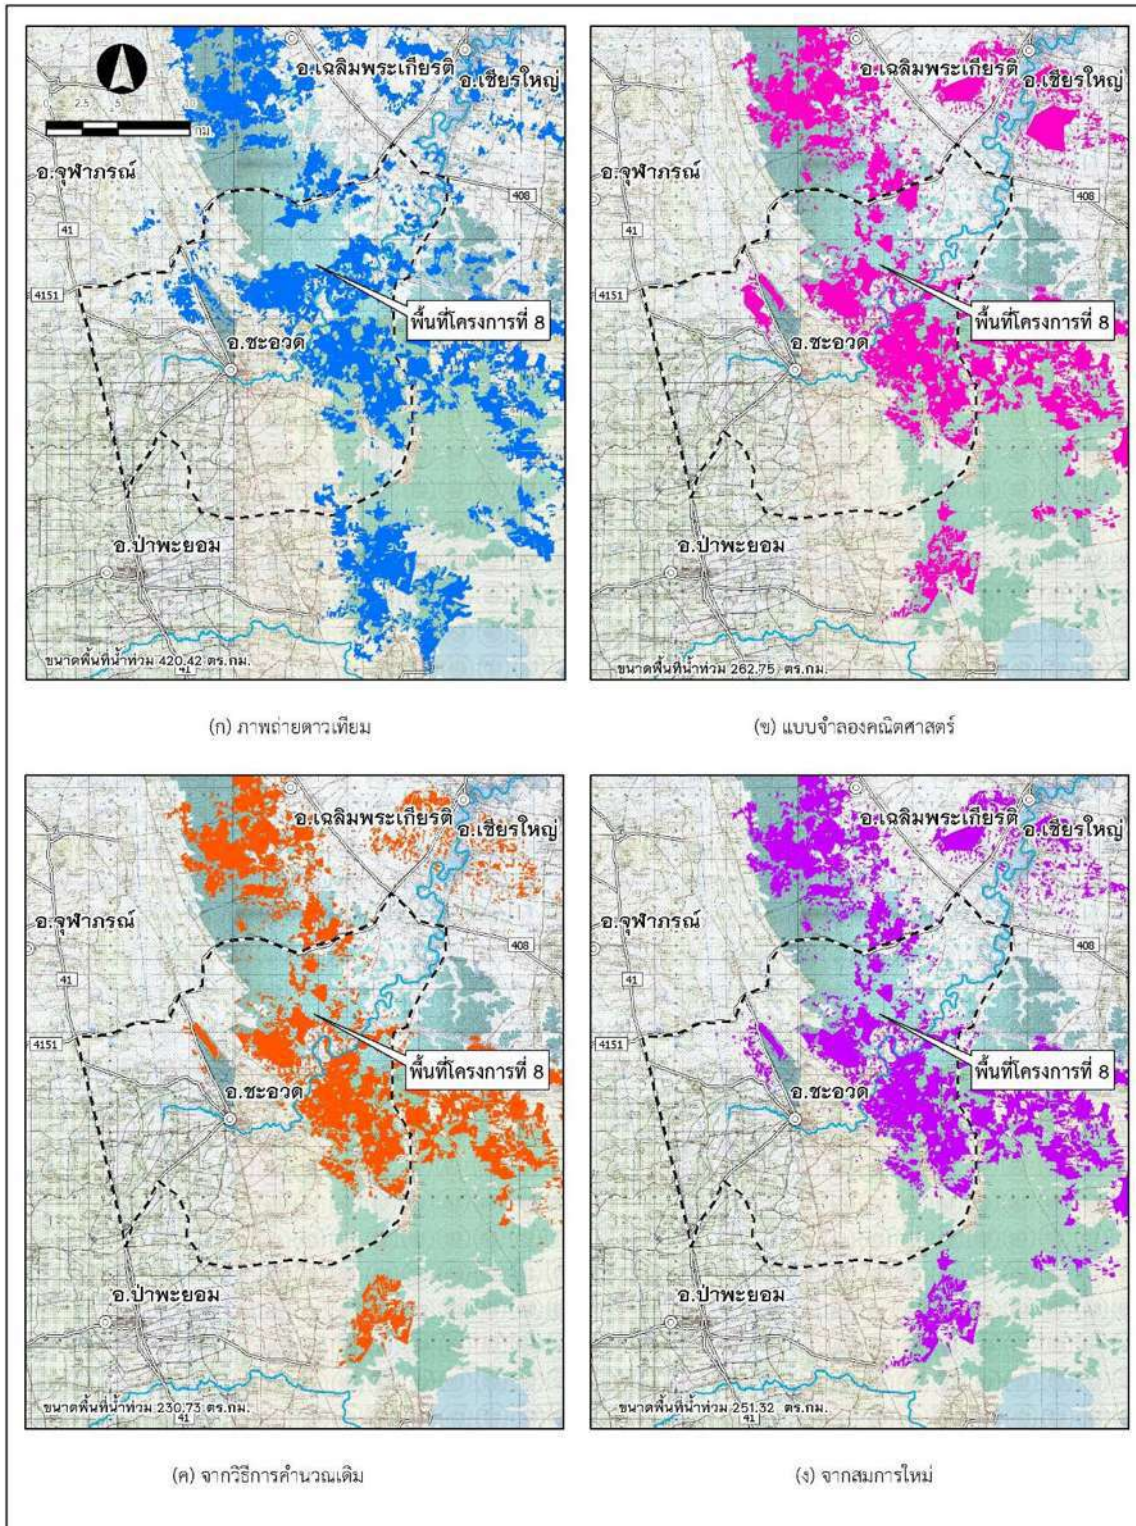 อ.เฉลิมพระเกียรติ
อ.เชียรใหญ่
0 2.5 5 10
กม
อ.จุฬาภรณ์
408
41
4151
พื้นที่โครงการที่ 8
อ.ชะอวด
อ.ป่าพะยอม
ขนาดพื้นที่น้ำท่วม 420.42 ตร.กม.
41
(ก) ภาพถ่ายดาวเทียม
อ.เฉลิมพระเกียรติ
อ.เชียรใหญ่
อ.จุฬาภรณ์
408
41
4151
พื้นที่โครงการที่ 8
อ.ชะอวด
อ.ป่าพะยอม
ขนาดพื้นที่น้ำท่วม 262.75 ตร.กม.
41
(ข) แบบจำลองคณิตศาสตร์
อ.เฉลิมพระเกียรติ
อ.เชียรใหญ่
อ.จุฬาภรณ์
408
41
4151
พื้นที่โครงการที่ 8
อ.ชะอวด
อ.ป่าพะยอม
ขนาดพื้นที่น้ำท่วม 230.73 ตร.กม.
41
(ค) จากวิธีการคำนวณเดิม
อ.เฉลิมพระเกียรติ
อ.เชียรใหญ่
อ.จุฬาภรณ์
408
41
4151
พื้นที่โครงการที่ 8
อ.ชะอวด
อ.ป่าพะยอม
ขนาดพื้นที่น้ำท่วม 251.32 ตร.กม.
41
(ง) จากสมการใหม่